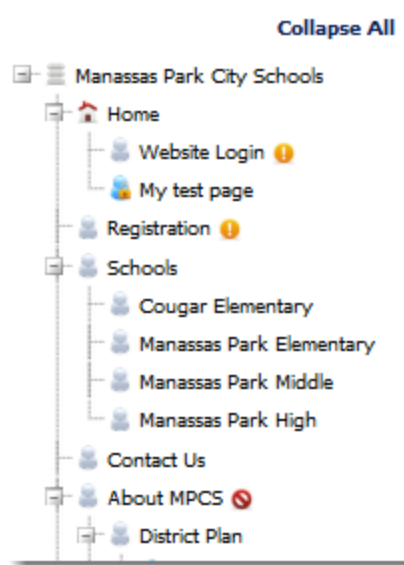 Collapse All
Manassas Park City Schools
Home
Website Login
My test page
Registration
Schools
Cougar Elementary
Manassas Park Elementary
Manassas Park Middle
Manassas Park High
Contact Us
About MPCS
District Plan